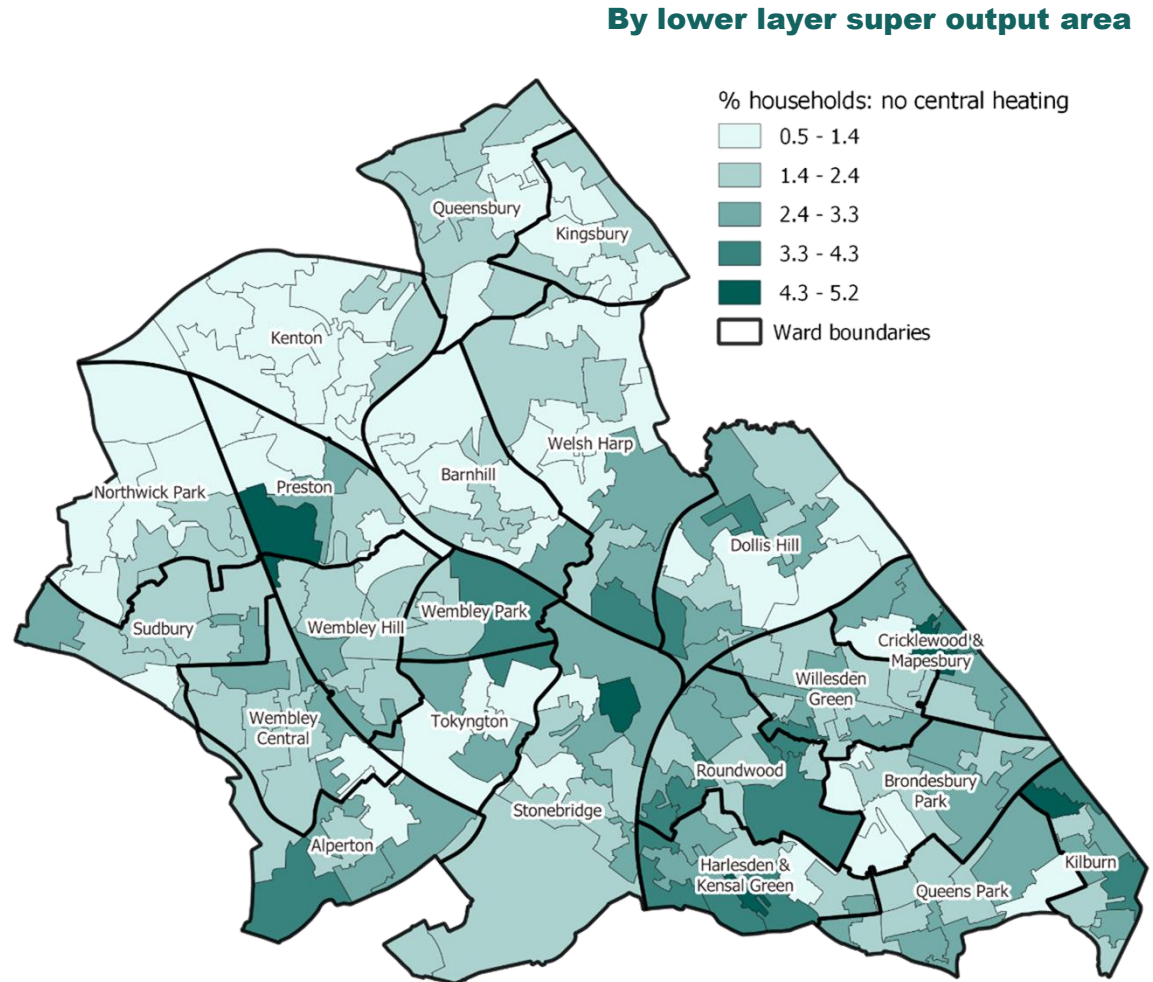 By lower layer super output area
% households: no central heating
0.5 - 1.4
1.4 - 2.4
2.4 - 3.3
3.3 - 4.3
4.3 - 5.2
Ward boundaries
Queensbury
Kingsbury
Kenton
Welsh Harp
Barnhill
Preston
Northwick Park
Dollis Hill
Wembley Park
Wembley Hill
Sudbury
Cricklewood &
Mapesbury
Willesden
Green
Wembley
Central
Tokyngton
Roundwood
Brondesbury
Park
Stonebridge
Alperton
Harlesden &
Kensal Green
Kilburn
Queens Park